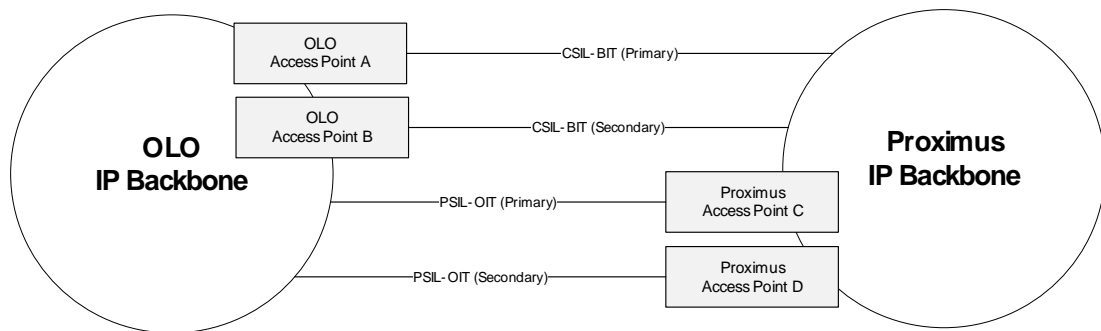 OLO
Access Point A
CSIL-BIT (Primary)
OLO
Access Point B
CSIL-BIT (Secondary)
OLO
IP Backbone
Proximus
IP Backbone
PSIL-OIT (Primary)
Proximus
Access Point C
PSIL-OIT (Secondary)
Proximus
Access Point D